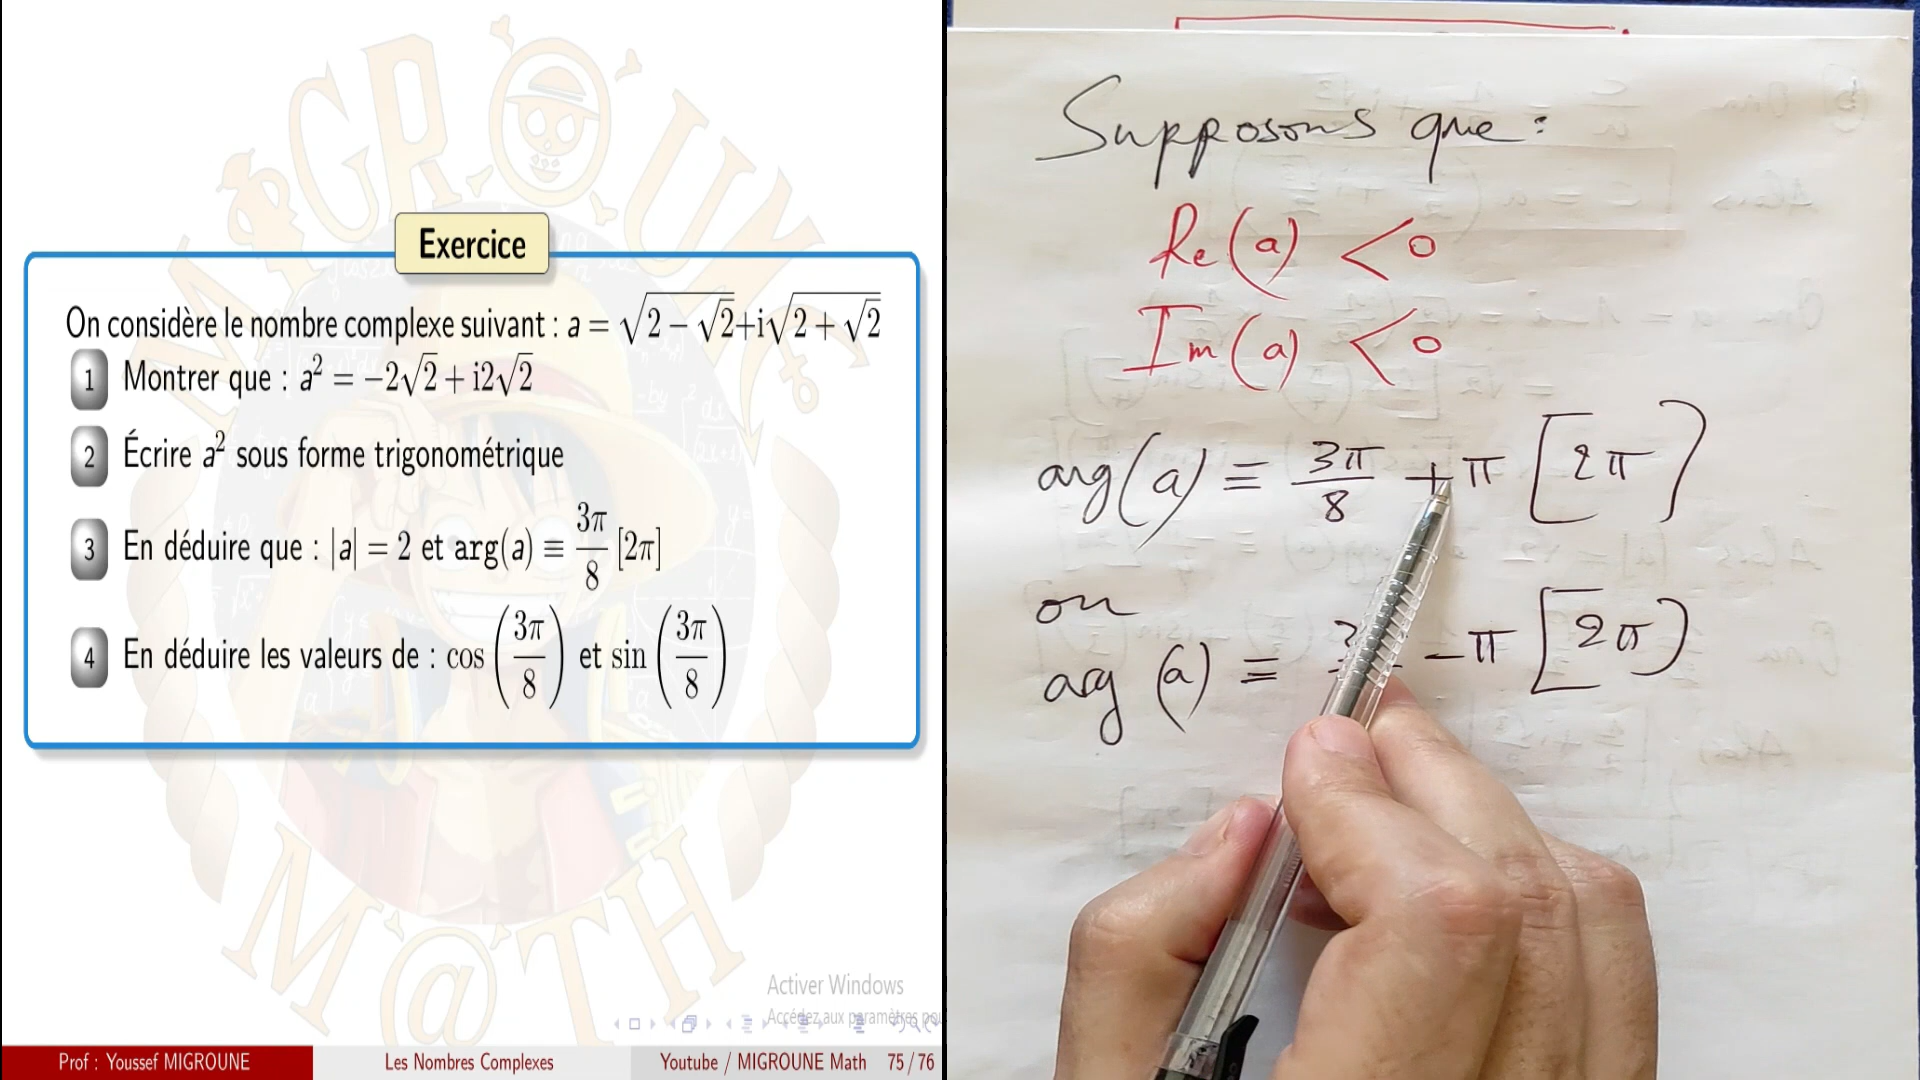 Exercice
On considère le nombre complexe suivant : a = √(2 − √2)+i√(2 + √2)
1 Montrer que : a² = −2√2 + i2√2
2 Écrire a² sous forme trigonométrique
3 En déduire que : |a| = 2 et arg(a) ≡ 3π/8 [2π]
4 En déduire les valeurs de : cos(3π/8) et sin(3π/8)
MIGROUNE
M@TH
Activer Windows
Prof : Youssef MIGROUNE
Les Nombres Complexes
Youtube / MIGROUNE Math 75 / 76
Supposons que :
Re(a) < 0
Im(a) < 0
arg(a) ≡ 3π/8 + π [2π]
ou
arg(a) ≡ − π [2π]